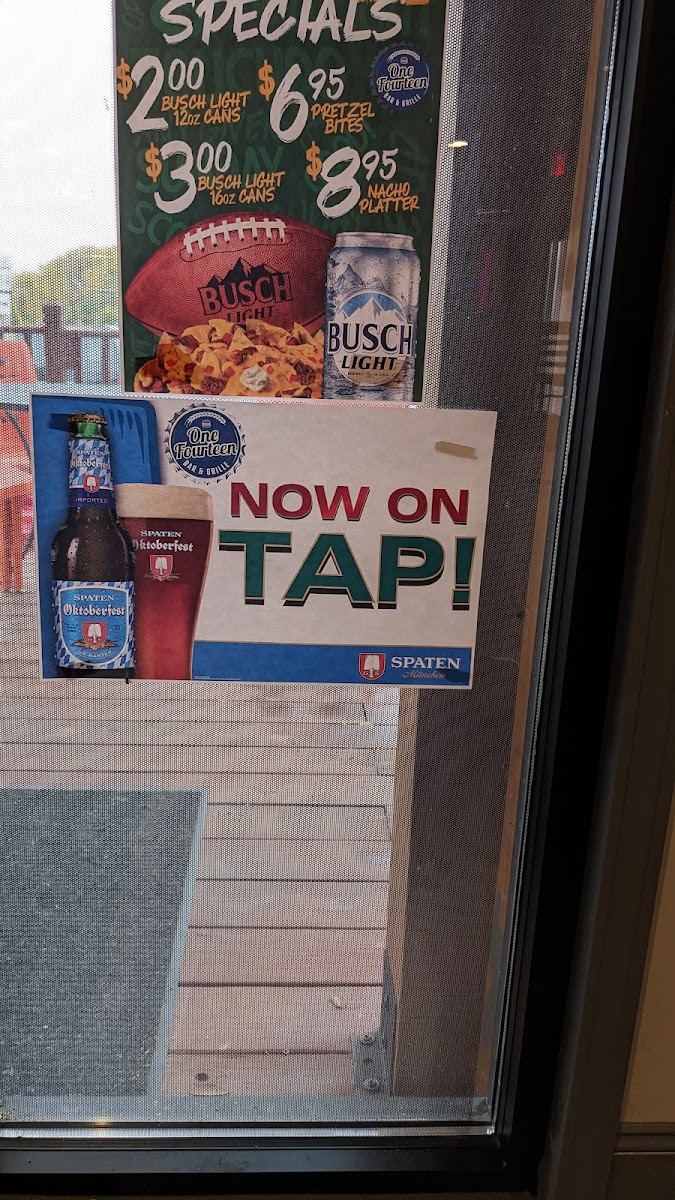 SPECIALS
$2.00
BUSCH LIGHT
12oz CANS
$6.95
PRETZEL
BITES
One
Fourteen
BAR & GRILLE
$3.00
BUSCH LIGHT
16oz CANS
$8.95
NACHO
PLATTER
BUSCH
LIGHT
BUSCH
LIGHT
One
Fourteen
BAR & GRILLE
NOW ON
TAP!
SPATEN
Oktoberfest
IMPORTED
SPATEN
Oktoberfest
SPATEN
Oktoberfest
SPATEN
München